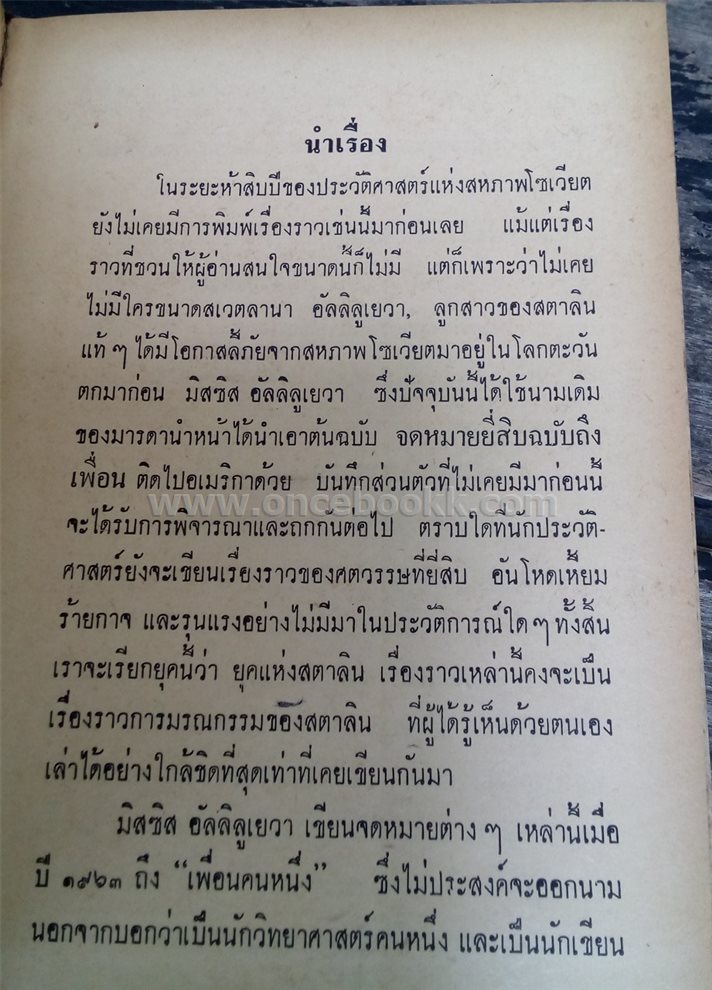 นำเรื่อง
ในระยะห้าสิบปีของประวัติศาสตร์แห่งสหภาพโซเวียต
ยังไม่เคยมีการพิมพ์เรื่องราวเช่นนี้มาก่อนเลย แม้แต่เรื่อง
ราวที่ชวนให้ผู้อ่านสนใจขนาดนี้ก็ไม่มี แต่ก็เพราะว่าไม่เคย
ไม่มีใครขนาดสเวตลานา อัลลิลูเยวา, ลูกสาวของสตาลิน
แท้ ๆ ได้มีโอกาสลี้ภัยจากสหภาพโซเวียตมาอยู่ในโลกตะวัน
ตกมาก่อน มิสซิส อัลลิลูเยวา ซึ่งปัจจุบันนี้ได้ใช้นามเดิม
ของมารดานำหน้าได้นำเอาต้นฉบับ จดหมายยี่สิบฉบับถึง
เพื่อน ติดไปอเมริกาด้วย บันทึกส่วนตัวที่ไม่เคยมีมาก่อนนี้
www.oncebookk.com
จะได้รับการพิจารณาและถกกันต่อไป ตราบใดที่นักประวัติ-
ศาสตร์ยังจะเขียนเรื่องราวของศตวรรษที่ยี่สิบ อันโหดเหี้ยม
ร้ายกาจ และรุนแรงอย่างไม่มีมาในประวัติการณ์ใด ๆ ทั้งสิ้น
เราจะเรียกยุคนี้ว่า ยุคแห่งสตาลิน เรื่องราวเหล่านี้คงจะเป็น
เรื่องราวการมรณกรรมของสตาลิน ที่ผู้ได้รู้เห็นด้วยตนเอง
เล่าได้อย่างใกล้ชิดที่สุดเท่าที่เคยเขียนกันมา
มิสซิส อัลลิลูเยวา เขียนจดหมายต่าง ๆ เหล่านี้เมื่อ
ปี ๑๙๖๓ ถึง “เพื่อนคนหนึ่ง” ซึ่งไม่ประสงค์จะออกนาม
นอกจากบอกว่าเป็นนักวิทยาศาสตร์คนหนึ่ง และเป็นนักเขียน